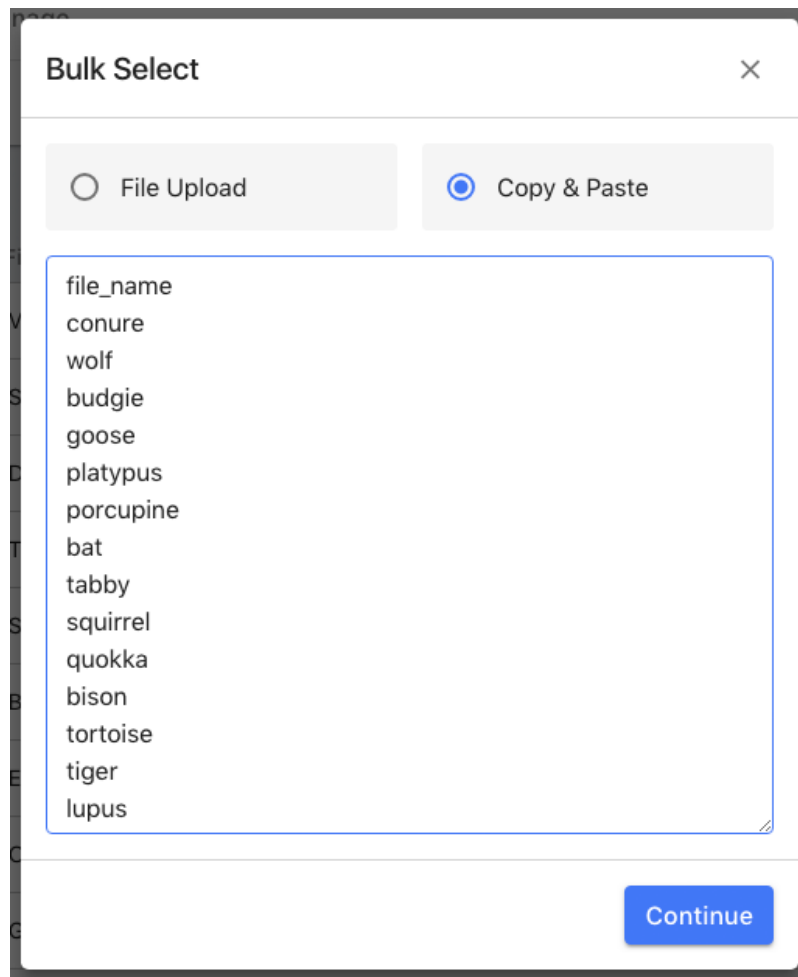 Bulk Select
File Upload
Copy & Paste
file_name
conure
wolf
budgie
goose
platypus
porcupine
bat
tabby
squirrel
quokka
bison
tortoise
tiger
lupus
Continue